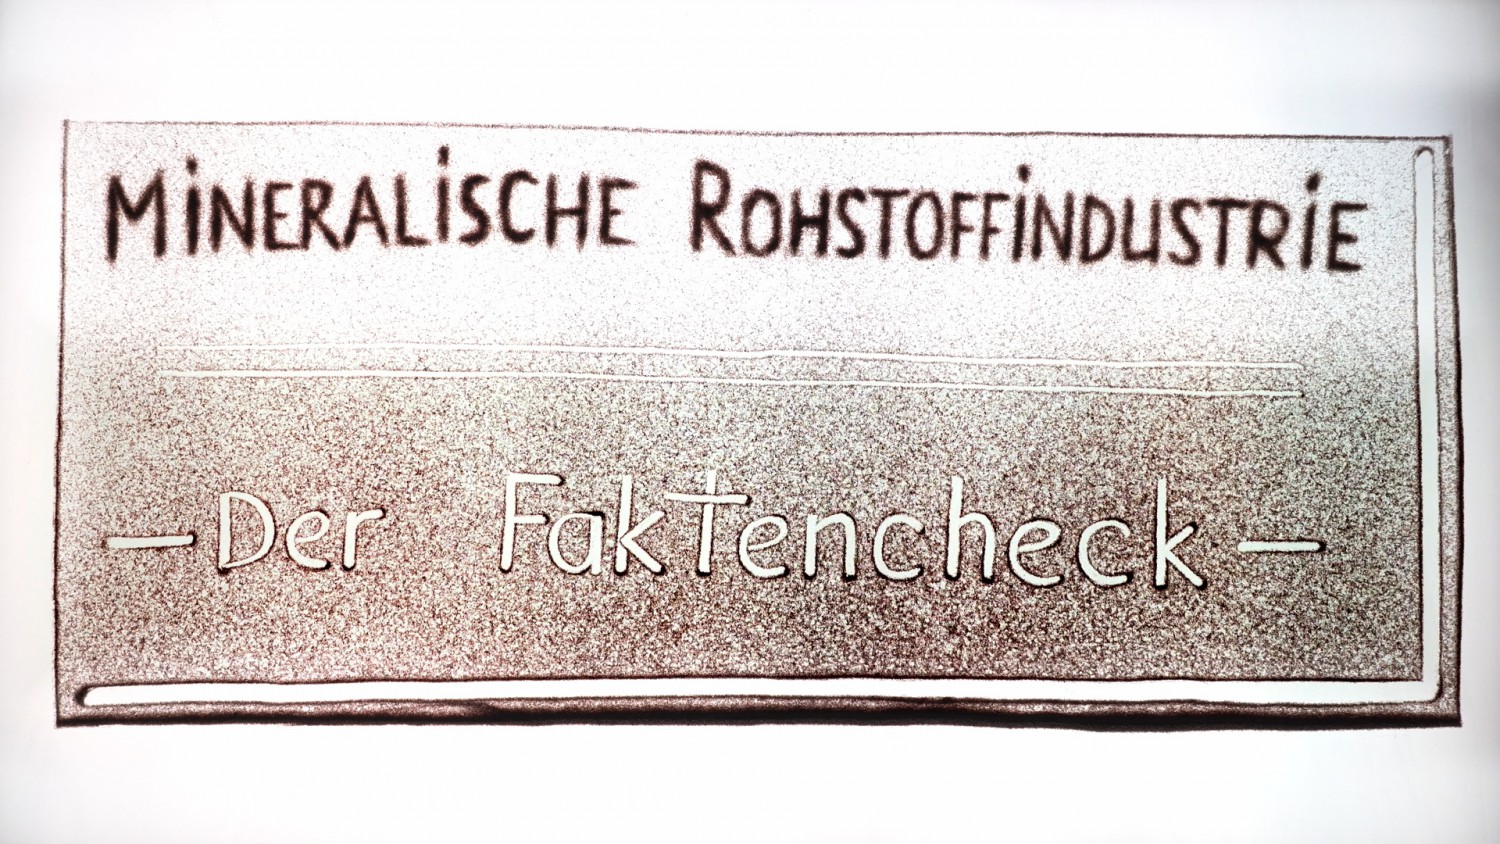 MiNERALiSCHE ROHSTOFFiNDUSTRiE
— Der Faktencheck —